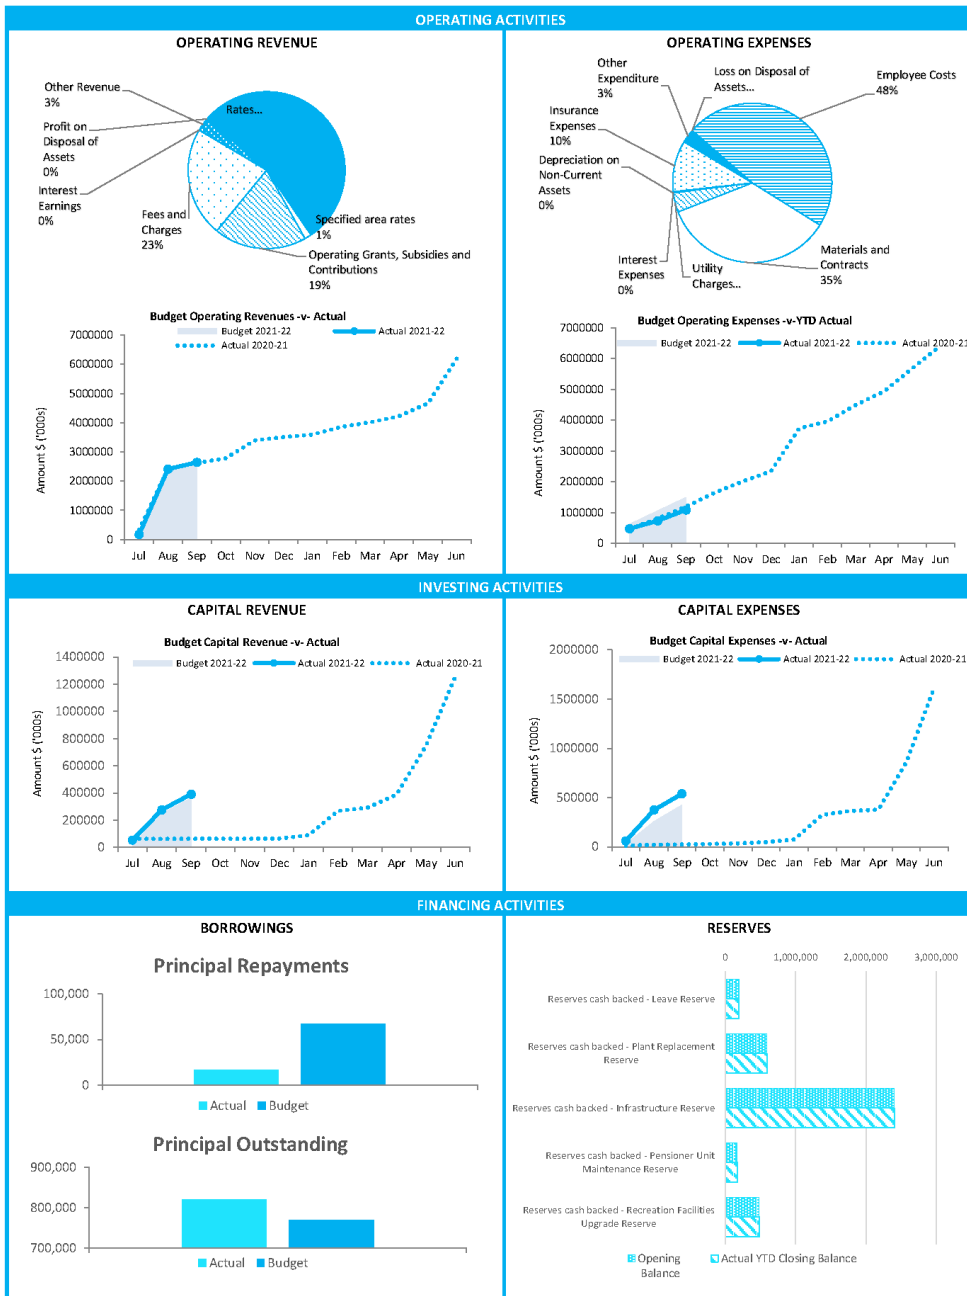 OPERATING ACTIVITIES
OPERATING REVENUE
Other Revenue
3%
Rates...
Profit on
Disposal of
Assets
0%
Interest
Earnings
0%
Fees and
Charges
23%
Specified area rates
1%
Operating Grants, Subsidies and
Contributions
19%
OPERATING EXPENSES
Other
Expenditure
3%
Loss on Disposal of
Assets...
Employee Costs
48%
Insurance
Expenses
10%
Depreciation on
Non-Current
Assets
0%
Interest
Expenses
0%
Utility
Charges...
Materials and
Contracts
35%
Budget Operating Revenues -v- Actual
Budget 2021-22
Actual 2021-22
Actual 2020-21
Amount $ ('000s)
7000000
6000000
5000000
4000000
3000000
2000000
1000000
0
Jul Aug Sep Oct Nov Dec Jan Feb Mar Apr May Jun
Budget Operating Expenses -v-YTD Actual
Budget 2021-22
Actual 2021-22
Actual 2020-21
Amount $ ('000s)
7000000
6000000
5000000
4000000
3000000
2000000
1000000
0
Jul Aug Sep Oct Nov Dec Jan Feb Mar Apr May Jun
INVESTING ACTIVITIES
CAPITAL REVENUE
Budget Capital Revenue -v- Actual
Budget 2021-22
Actual 2021-22
Actual 2020-21
Amount $ ('000s)
1400000
1200000
1000000
800000
600000
400000
200000
0
Jul Aug Sep Oct Nov Dec Jan Feb Mar Apr May Jun
CAPITAL EXPENSES
Budget Capital Expenses -v- Actual
Budget 2021-22
Actual 2021-22
Actual 2020-21
Amount $ ('000s)
2000000
1500000
1000000
500000
0
Jul Aug Sep Oct Nov Dec Jan Feb Mar Apr May Jun
FINANCING ACTIVITIES
BORROWINGS
Principal Repayments
100,000
50,000
0
Actual Budget
Principal Outstanding
900,000
800,000
700,000
Actual Budget
RESERVES
0 1,000,000 2,000,000 3,000,000
Reserves cash backed - Leave Reserve
Reserves cash backed - Plant Replacement
Reserve
Reserves cash backed - Infrastructure Reserve
Reserves cash backed - Pensioner Unit
Maintenance Reserve
Reserves cash backed - Recreation Facilities
Upgrade Reserve
Opening
Balance
Actual YTD Closing Balance